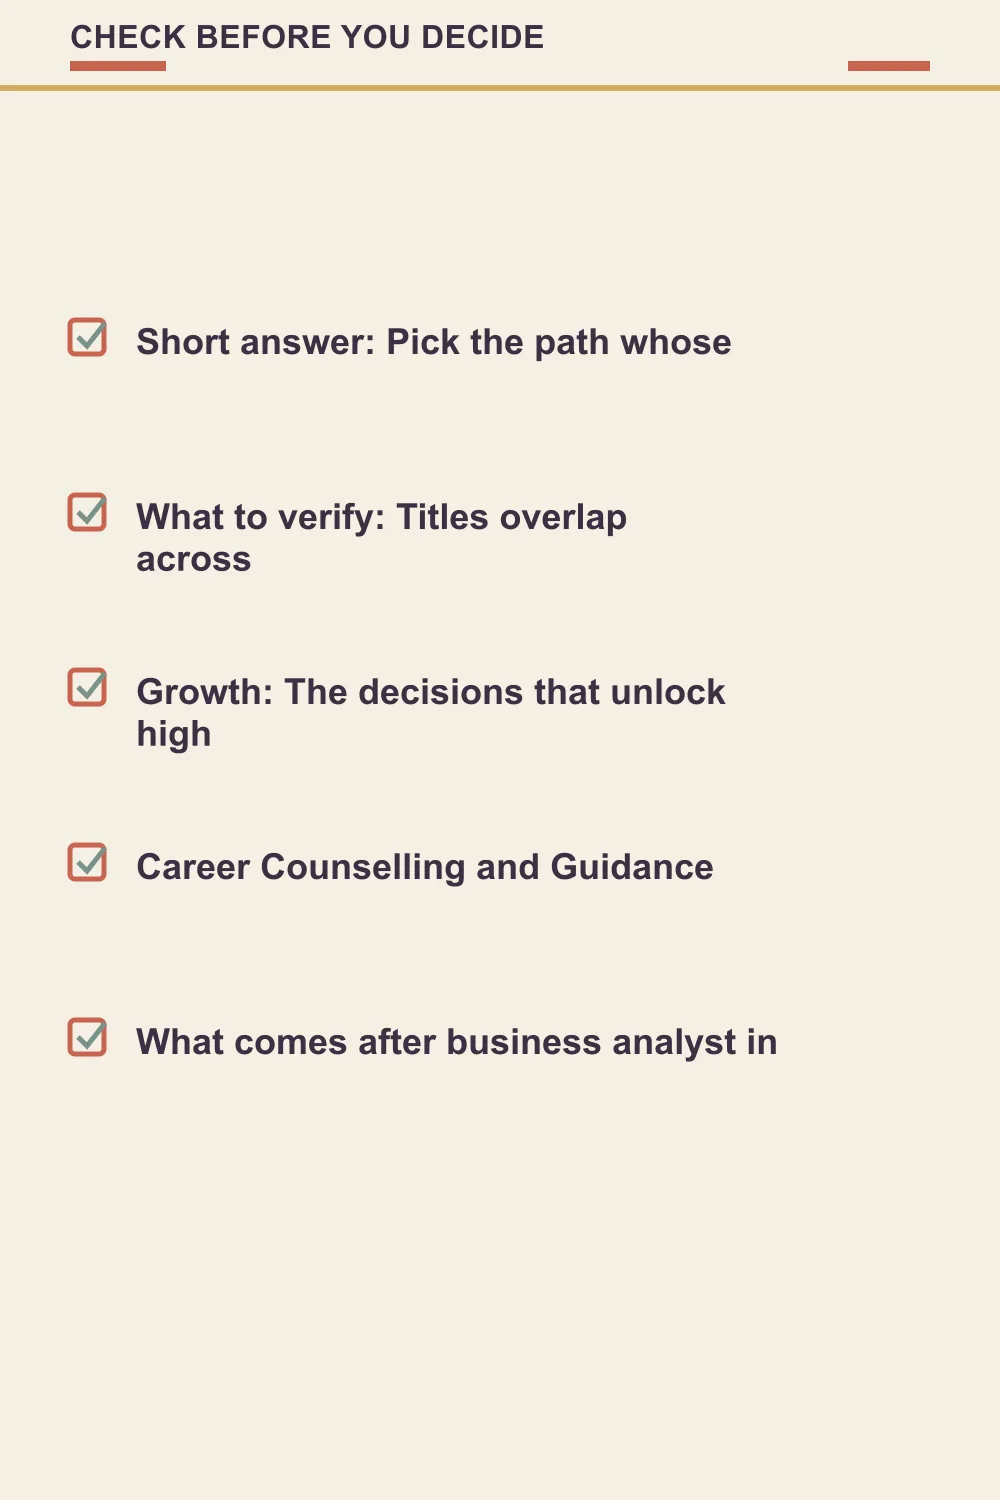 CHECK BEFORE YOU DECIDE
Short answer: Pick the path whose
What to verify: Titles overlap
across
Growth: The decisions that unlock
high
Career Counselling and Guidance
What comes after business analyst in